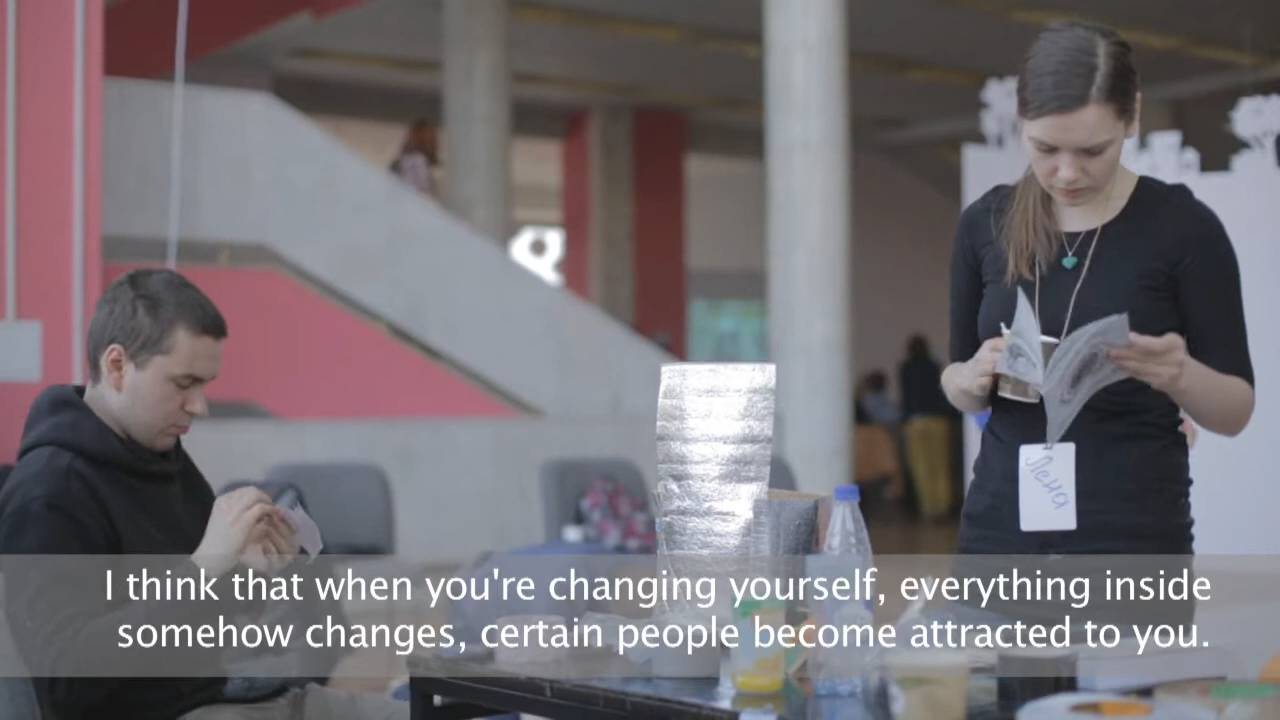 Лена
I think that when you're changing yourself, everything inside
somehow changes, certain people become attracted to you.